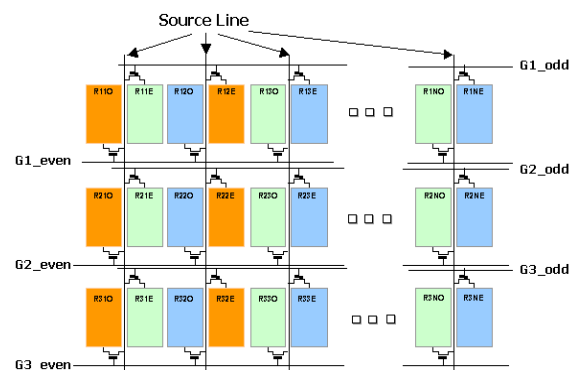 Source Line
G1_odd
R11O R11E R12O R12E R13O R13E R1NO R1NE
G1_even
G2_odd
R21O R21E R22O R22E R23O R23E R2NO R2NE
G2_even
G3_odd
R31O R31E R32O R32E R33O R33E R3NO R3NE
G3_even